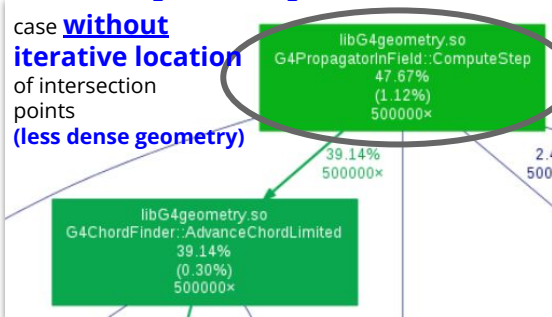 case without
iterative location
of intersection
points
(less dense geometry)
libG4geometry.so
G4PropagatorInField::ComputeStep
47.67%
(1.12%)
500000×
39.14%
500000×
libG4geometry.so
G4ChordFinder::AdvanceChordLimited
39.14%
(0.30%)
500000×